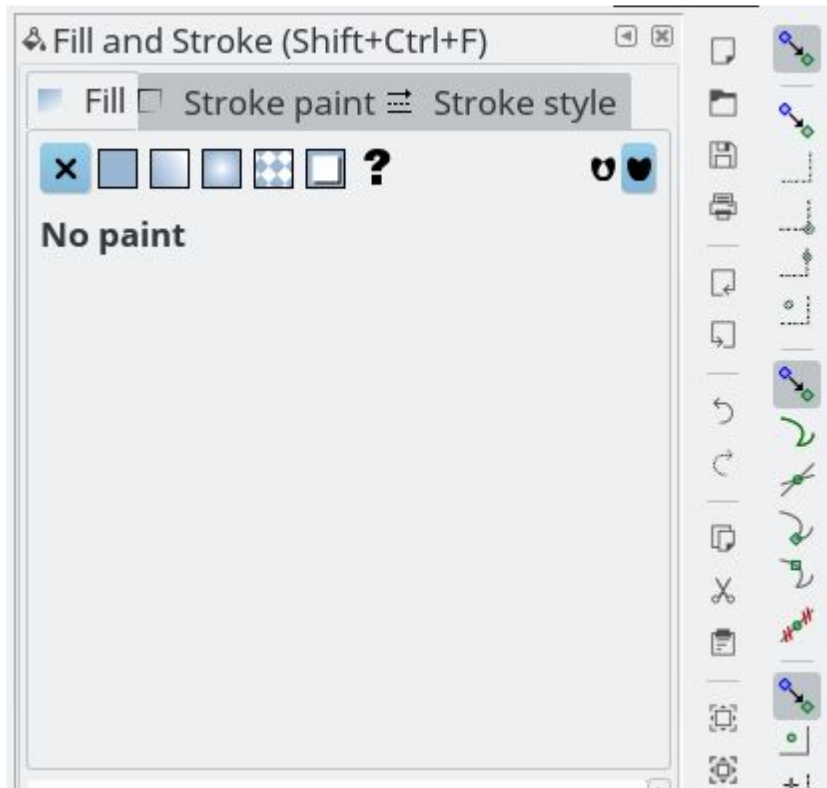 Fill and Stroke (Shift+Ctrl+F)
Fill Stroke paint Stroke style
?
No paint